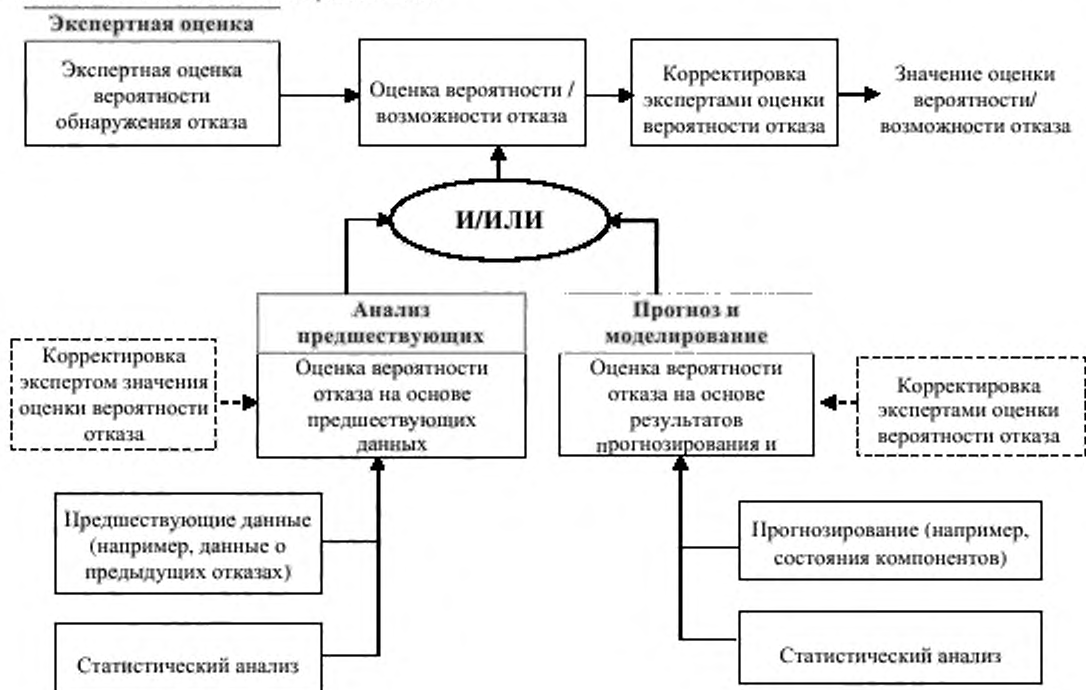 Экспертная оценка
Экспертная оценка
вероятности
обнаружения отказа
Оценка вероятности /
возможности отказа
Корректировка
экспертами оценки
вероятности отказа
Значение оценки
вероятности/
возможности отказа
И/ИЛИ
Анализ
предшествующих
Прогноз и
моделирование
Корректировка
экспертом значения
оценки вероятности
отказа
Оценка вероятности
отказа на основе
предшествующих
данных
Оценка вероятности
отказа на основе
результатов
прогнозирования и
Корректировка
экспертами оценки
вероятности отказа
Предшествующие данные
(например, данные о
предыдущих отказах)
Прогнозирование (например,
состояния компонентов)
Статистический анализ
Статистический анализ